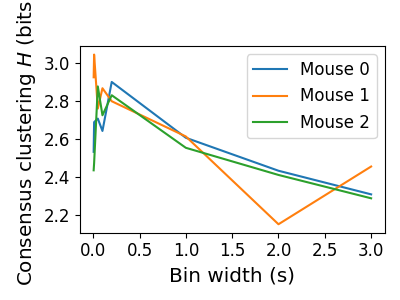 Consensus clustering H (bits
3.0
2.8
2.6
2.4
2.2
Mouse 0
Mouse 1
Mouse 2
0.0 0.5 1.0 1.5 2.0 2.5 3.0
Bin width (s)